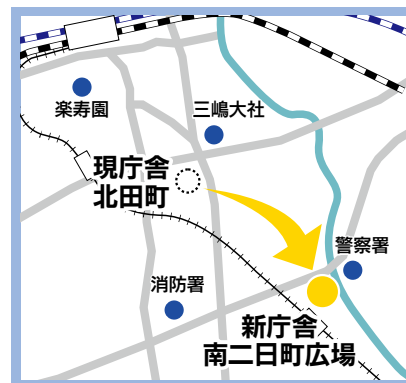 楽寿園
三嶋大社
現庁舎
北田町
警察署
消防署
新庁舎
南二日町広場